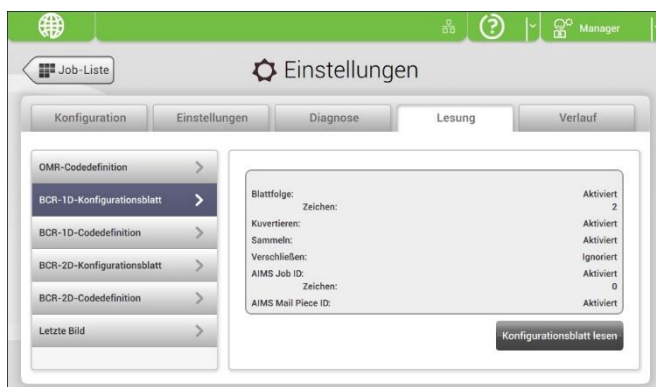 Manager
Job-Liste
Einstellungen
Konfiguration
Einstellungen
Diagnose
Lesung
Verlauf
OMR-Codedefinition
BCR-1D-Konfigurationsblatt
BCR-1D-Codedefinition
BCR-2D-Konfigurationsblatt
BCR-2D-Codedefinition
Letzte Bild
Blattfolge: Aktiviert
Zeichen: 2
Kuvertieren: Aktiviert
Sammeln: Aktiviert
Verschließen: Ignoriert
AIMS Job ID: Aktiviert
Zeichen: 0
AIMS Mail Piece ID: Aktiviert
Konfigurationsblatt lesen